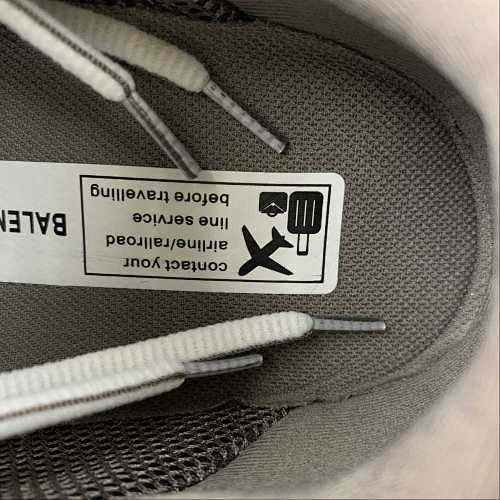 contact your
airline/railroad
line service
before travelling
BALEN